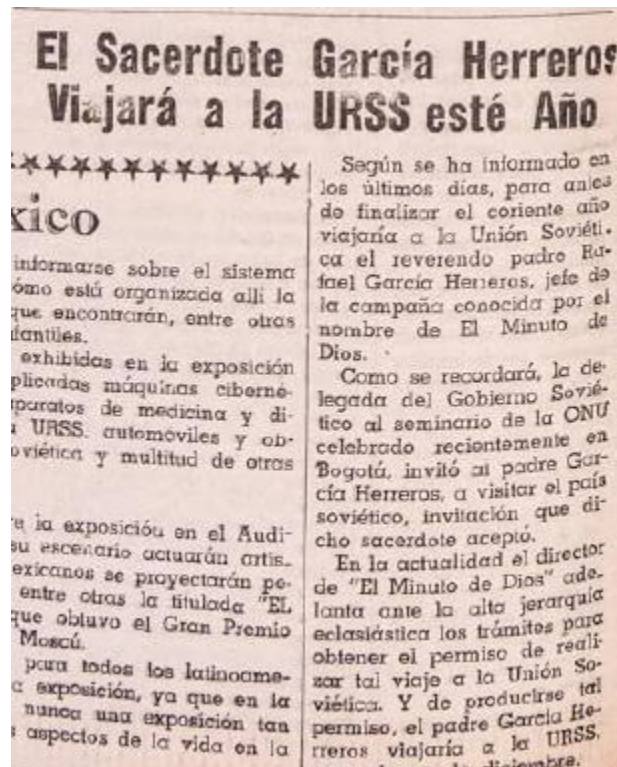 El Sacerdote García Herreros
Viajará a la URSS esté Año
xico
informarse sobre el sistema
ómo está organizada allí la
que encontrarán, entre otras
fantiles.
exhibidas en la exposición
plicadas máquinas ciberné-
paratos de medicina y di-
a URSS. automóviles y ob-
oviética y multitud de otras
e la exposición en el Audi-
su escenario actuarán artis-
exicanos se proyectarán pe-
entre otras la titulada "EL
que obtuvo el Gran Premio
Moscú.
para todos los latinoame-
a exposición, ya que en la
nunca una exposición tan
s aspectos de la vida en la
Según se ha informado en
los últimos días, para antes
de finalizar el coriente año
viajaría a la Unión Soviéti-
ca el reverendo padre Ra-
fael García Herreros, jefe de
la campaña conocida por el
nombre de El Minuto de
Dios.
Como se recordará, la de-
legada del Gobierno Sovié-
tico al seminario de la ONU
celebrado recientemente en
Bogotá, invitó al padre Gar-
cía Herreros, a visitar el país
soviético, invitación que di-
cho sacerdote aceptó.
En la actualidad el director
de "El Minuto de Dios" ade-
lanta ante la alta jerarquía
eclasiástica los trámites para
obtener el permiso de reali-
zar tal viaje a la Unión So-
viética. Y de producirse tal
permiso, el padre García He-
rreros viajaría a la URSS,
diciembre.